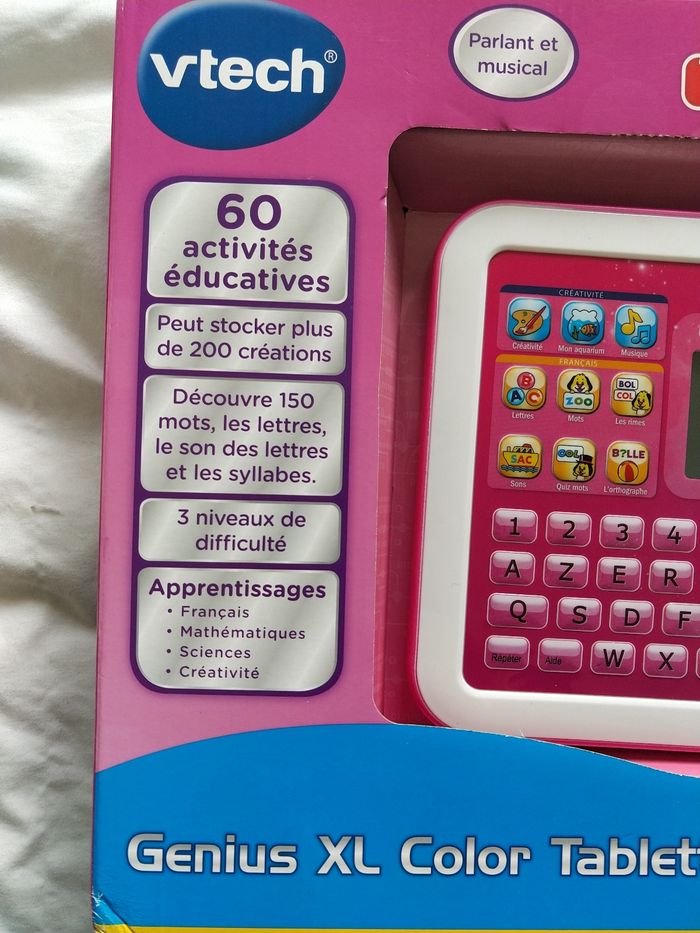 vtech®
Parlant et
musical
60
activités
éducatives
Peut stocker plus
de 200 créations
Découvre 150
mots, les lettres,
le son des lettres
et les syllabes.
3 niveaux de
difficulté
Apprentissages
• Français
• Mathématiques
• Sciences
• Créativité
CRÉATIVITÉ
Créativité Mon aquarium Musique
FRANÇAIS
B A C ZOO BOL COL
Lettres Mots Les rimes
SAC COL B?LLE
Sons Quiz mots L'orthographe
1 2 3 4
A Z E R
Q S D F
Répéter Aide W X
Genius XL Color Tablett